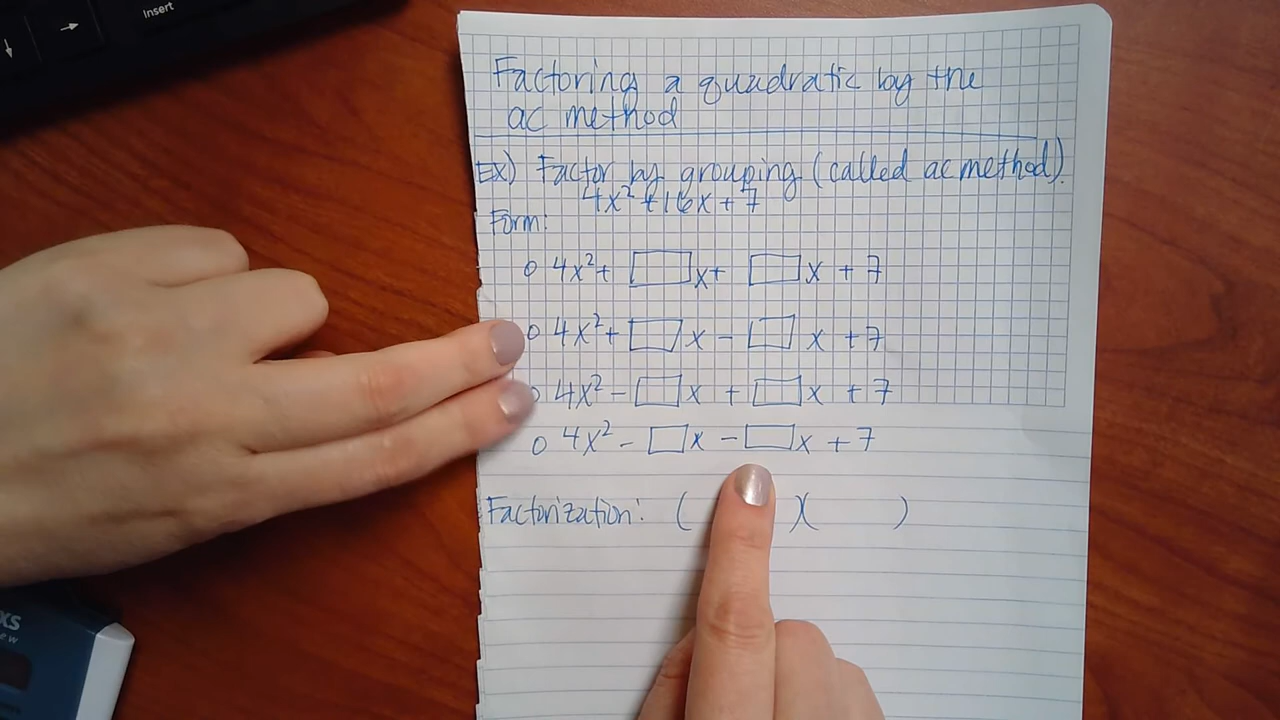 Insert
Factoring a quadratic by the
ac method
Ex) Factor by grouping (called ac method).
4x² + 16x + 7
Form:
○ 4x² + □ x + □ x + 7
○ 4x² + □ x − □ x + 7
○ 4x² − □ x + □ x + 7
○ 4x² − □ x − □ x + 7
Factorization: ( )( )